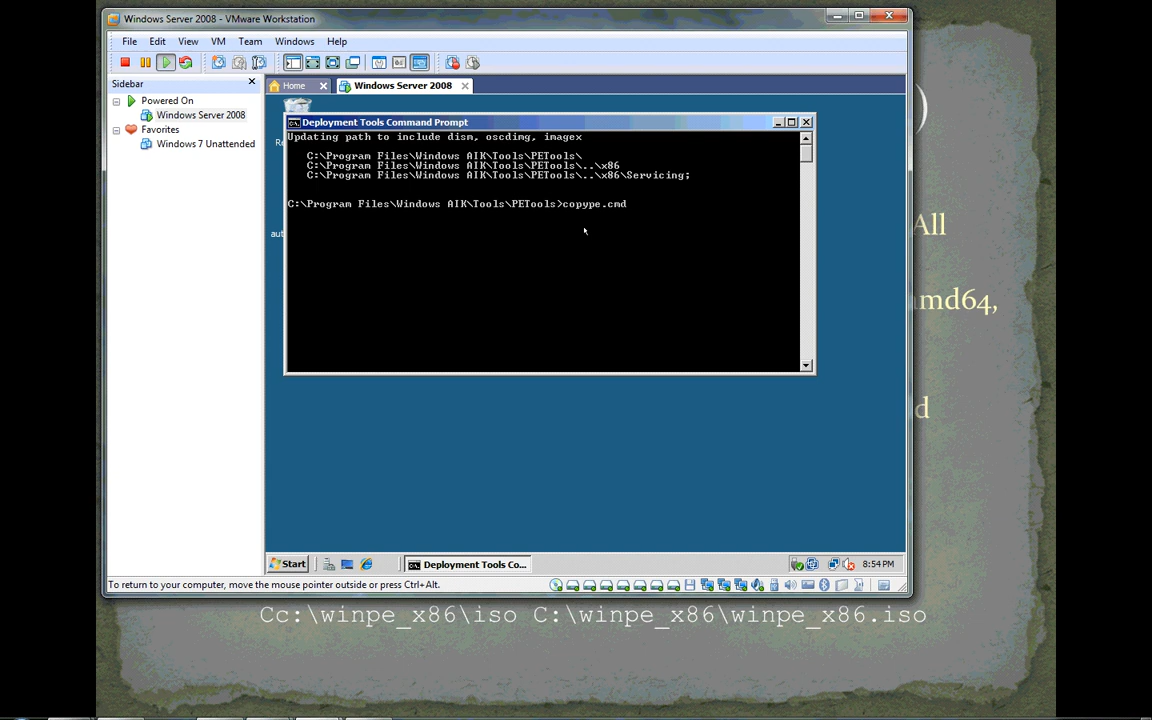 Windows Server 2008 - VMware Workstation
File Edit View VM Team Windows Help
Sidebar
Powered On
Windows Server 2008
Favorites
Windows 7 Unattended
Home
Windows Server 2008
Deployment Tools Command Prompt
Updating path to include dism, oscdimg, imagex
C:\Program Files\Windows AIK\Tools\PETools\
C:\Program Files\Windows AIK\Tools\PETools\..\x86
C:\Program Files\Windows AIK\Tools\PETools\..\x86\Servicing;
C:\Program Files\Windows AIK\Tools\PETools>copype.cmd
)
All
md64,
d
Start
Deployment Tools Co...
8:54 PM
To return to your computer, move the mouse pointer outside or press Ctrl+Alt.
Cc:\winpe_x86\iso C:\winpe_x86\winpe_x86.iso